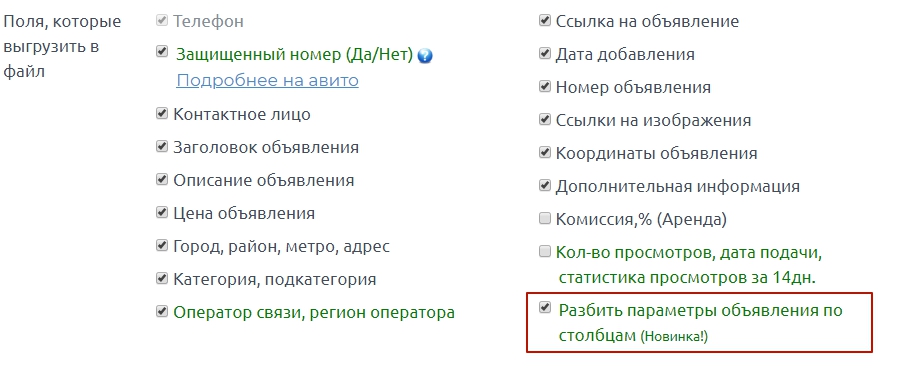 Поля, которые
выгрузить в
файл
Телефон
Защищенный номер (Да/Нет) ?
Подробнее на авито
Контактное лицо
Заголовок объявления
Описание объявления
Цена объявления
Город, район, метро, адрес
Категория, подкатегория
Оператор связи, регион оператора
Ссылка на объявление
Дата добавления
Номер объявления
Ссылки на изображения
Координаты объявления
Дополнительная информация
Комиссия,% (Аренда)
Кол-во просмотров, дата подачи,
статистика просмотров за 14дн.
Разбить параметры объявления по
столбцам (Новинка!)